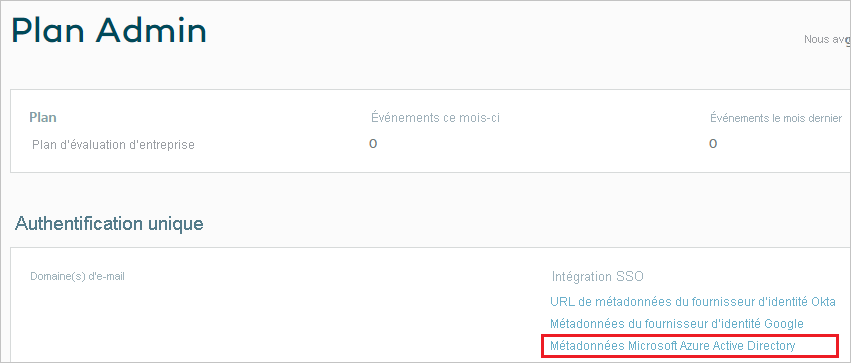 Plan Admin
Nous
Plan
Événements ce mois-ci
Événements le mois dernier
Plan d'évaluation d'entreprise
0
0
Authentification unique
Domaine(s) d'e-mail
Intégration SSO
URL de métadonnées du fournisseur d'identité Okta
Métadonnées du fournisseur d'identité Google
Métadonnées Microsoft Azure Active Directory